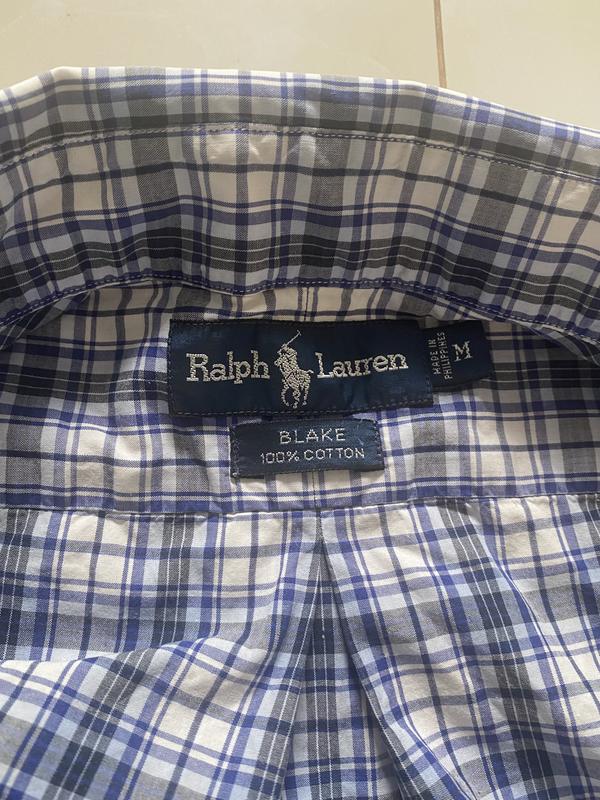 Ralph Lauren
MADE IN
PHILIPPINES
M
BLAKE
100% COTTON